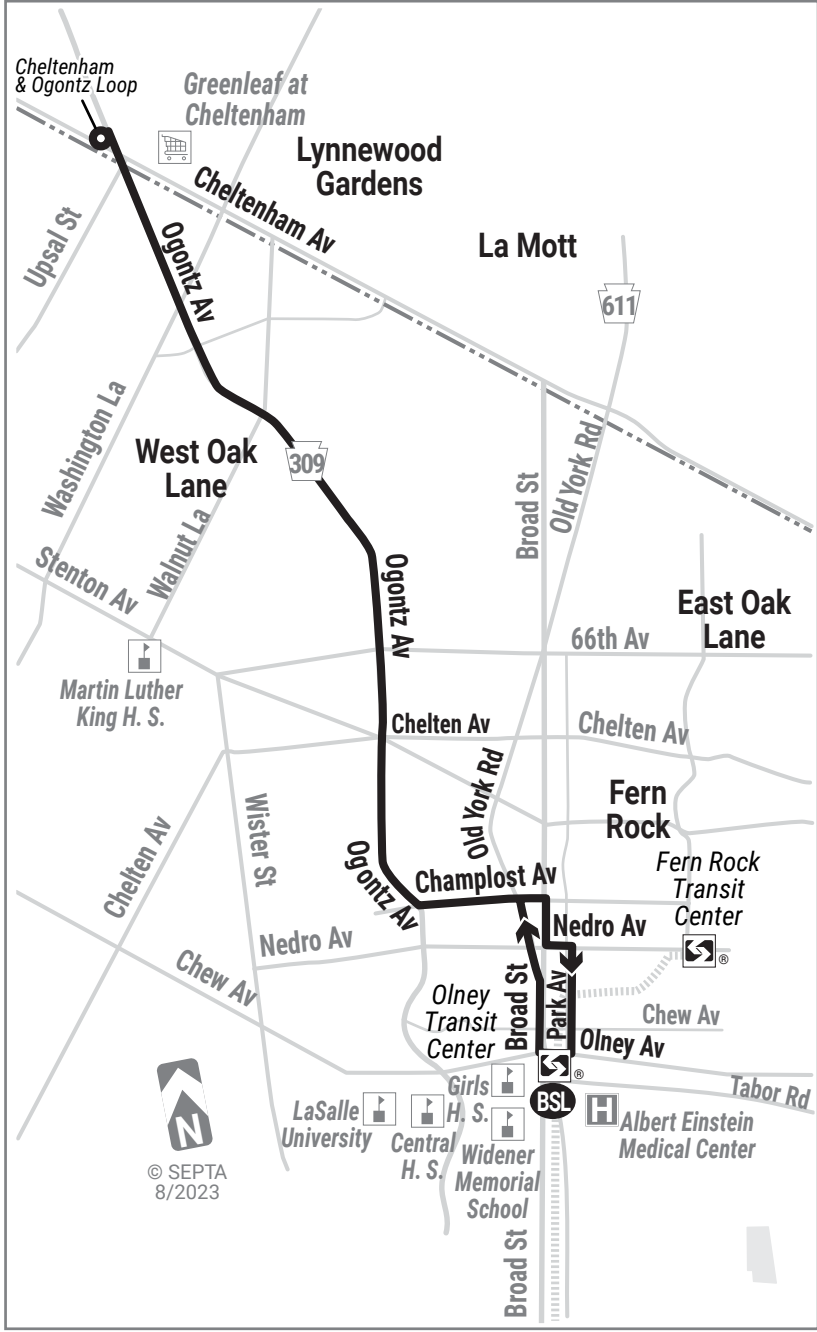 Cheltenham
& Ogontz Loop
Greenleaf at
Cheltenham
Lynnewood
Gardens
Cheltenham Av
La Mott
Upsal St
Ogontz Av
611
Washington La
West Oak
Lane
309
Broad St
Old York Rd
Walnut La
Stenton Av
Ogontz Av
East Oak
Lane
66th Av
Martin Luther
King H. S.
Chelten Av
Chelten Av
Old York Rd
Fern
Rock
Wister St
Chelten Av
Ogontz Av
Champlost Av
Fern Rock
Transit
Center
®
Nedro Av
Nedro Av
Chew Av
Olney
Transit
Center
Broad St
Park Av
Chew Av
Olney Av
®
Girls
H. S.
BSL
H
Tabor Rd
LaSalle
University
Central
H. S.
Widener
Memorial
School
Albert Einstein
Medical Center
N
© SEPTA
8/2023
Broad St